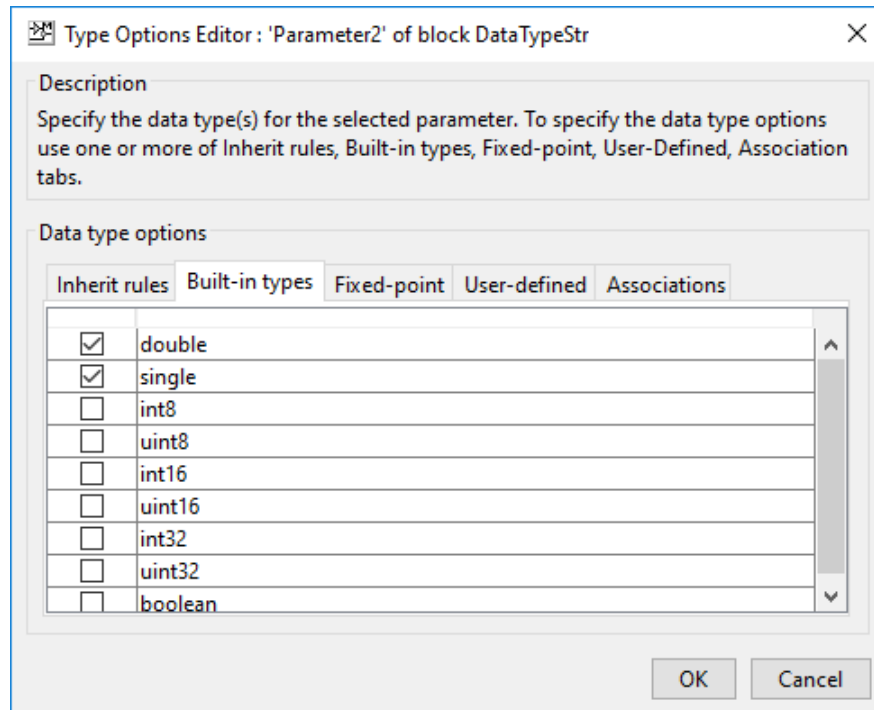 Type Options Editor : 'Parameter2' of block DataTypeStr
Description
Specify the data type(s) for the selected parameter. To specify the data type options
use one or more of Inherit rules, Built-in types, Fixed-point, User-Defined, Association
tabs.
Data type options
Inherit rules Built-in types Fixed-point User-defined Associations
double
single
int8
uint8
int16
uint16
int32
uint32
boolean
OK Cancel